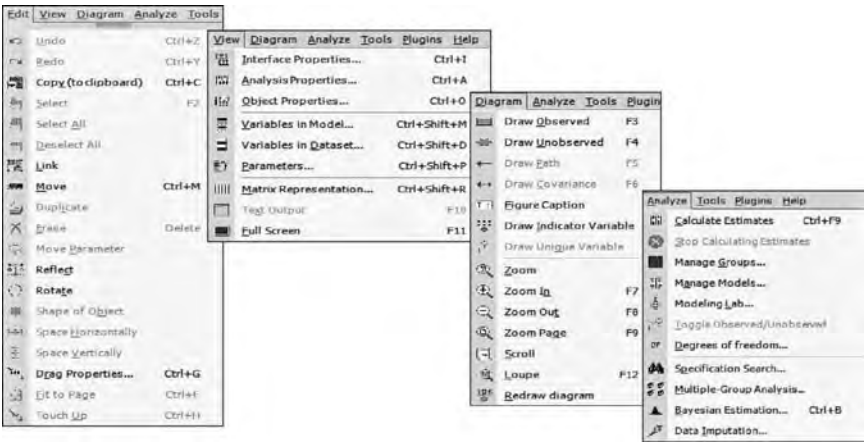 Edit View Diagram Analyze Tools
Undo Ctrl+Z
Redo Ctrl+Y
Copy (to clipboard) Ctrl+C
Select F2
Select All
Deselect All
Link
Move Ctrl+M
Duplicate
Erase Delete
Move Parameter
Reflect
Rotate
Shape of Object
Space Horizontally
Space Vertically
Drag Properties... Ctrl+G
Fit to Page Ctrl+F
Touch Up Ctrl+H
View Diagram Analyze Tools Plugins Help
Interface Properties... Ctrl+I
Analysis Properties... Ctrl+A
Object Properties... Ctrl+O
Variables in Model... Ctrl+Shift+M
Variables in Dataset... Ctrl+Shift+D
Parameters... Ctrl+Shift+P
Matrix Representation... Ctrl+Shift+R
Text Output F10
Full Screen F11
Diagram Analyze Tools Plugin
Draw Observed F3
Draw Unobserved F4
Draw Path F5
Draw Covariance F6
Figure Caption
Draw Indicator Variable
Draw Unique Variable
Zoom
Zoom In F7
Zoom Out F8
Zoom Page F9
Scroll
Loupe F12
Redraw diagram
Analyze Tools Plugins Help
Calculate Estimates Ctrl+F9
Stop Calculating Estimates
Manage Groups...
Manage Models...
Modeling Lab...
Toggle Observed/Unobserved
DF Degrees of freedom...
Specification Search...
Multiple-Group Analysis...
Bayesian Estimation... Ctrl+B
Data Imputation...